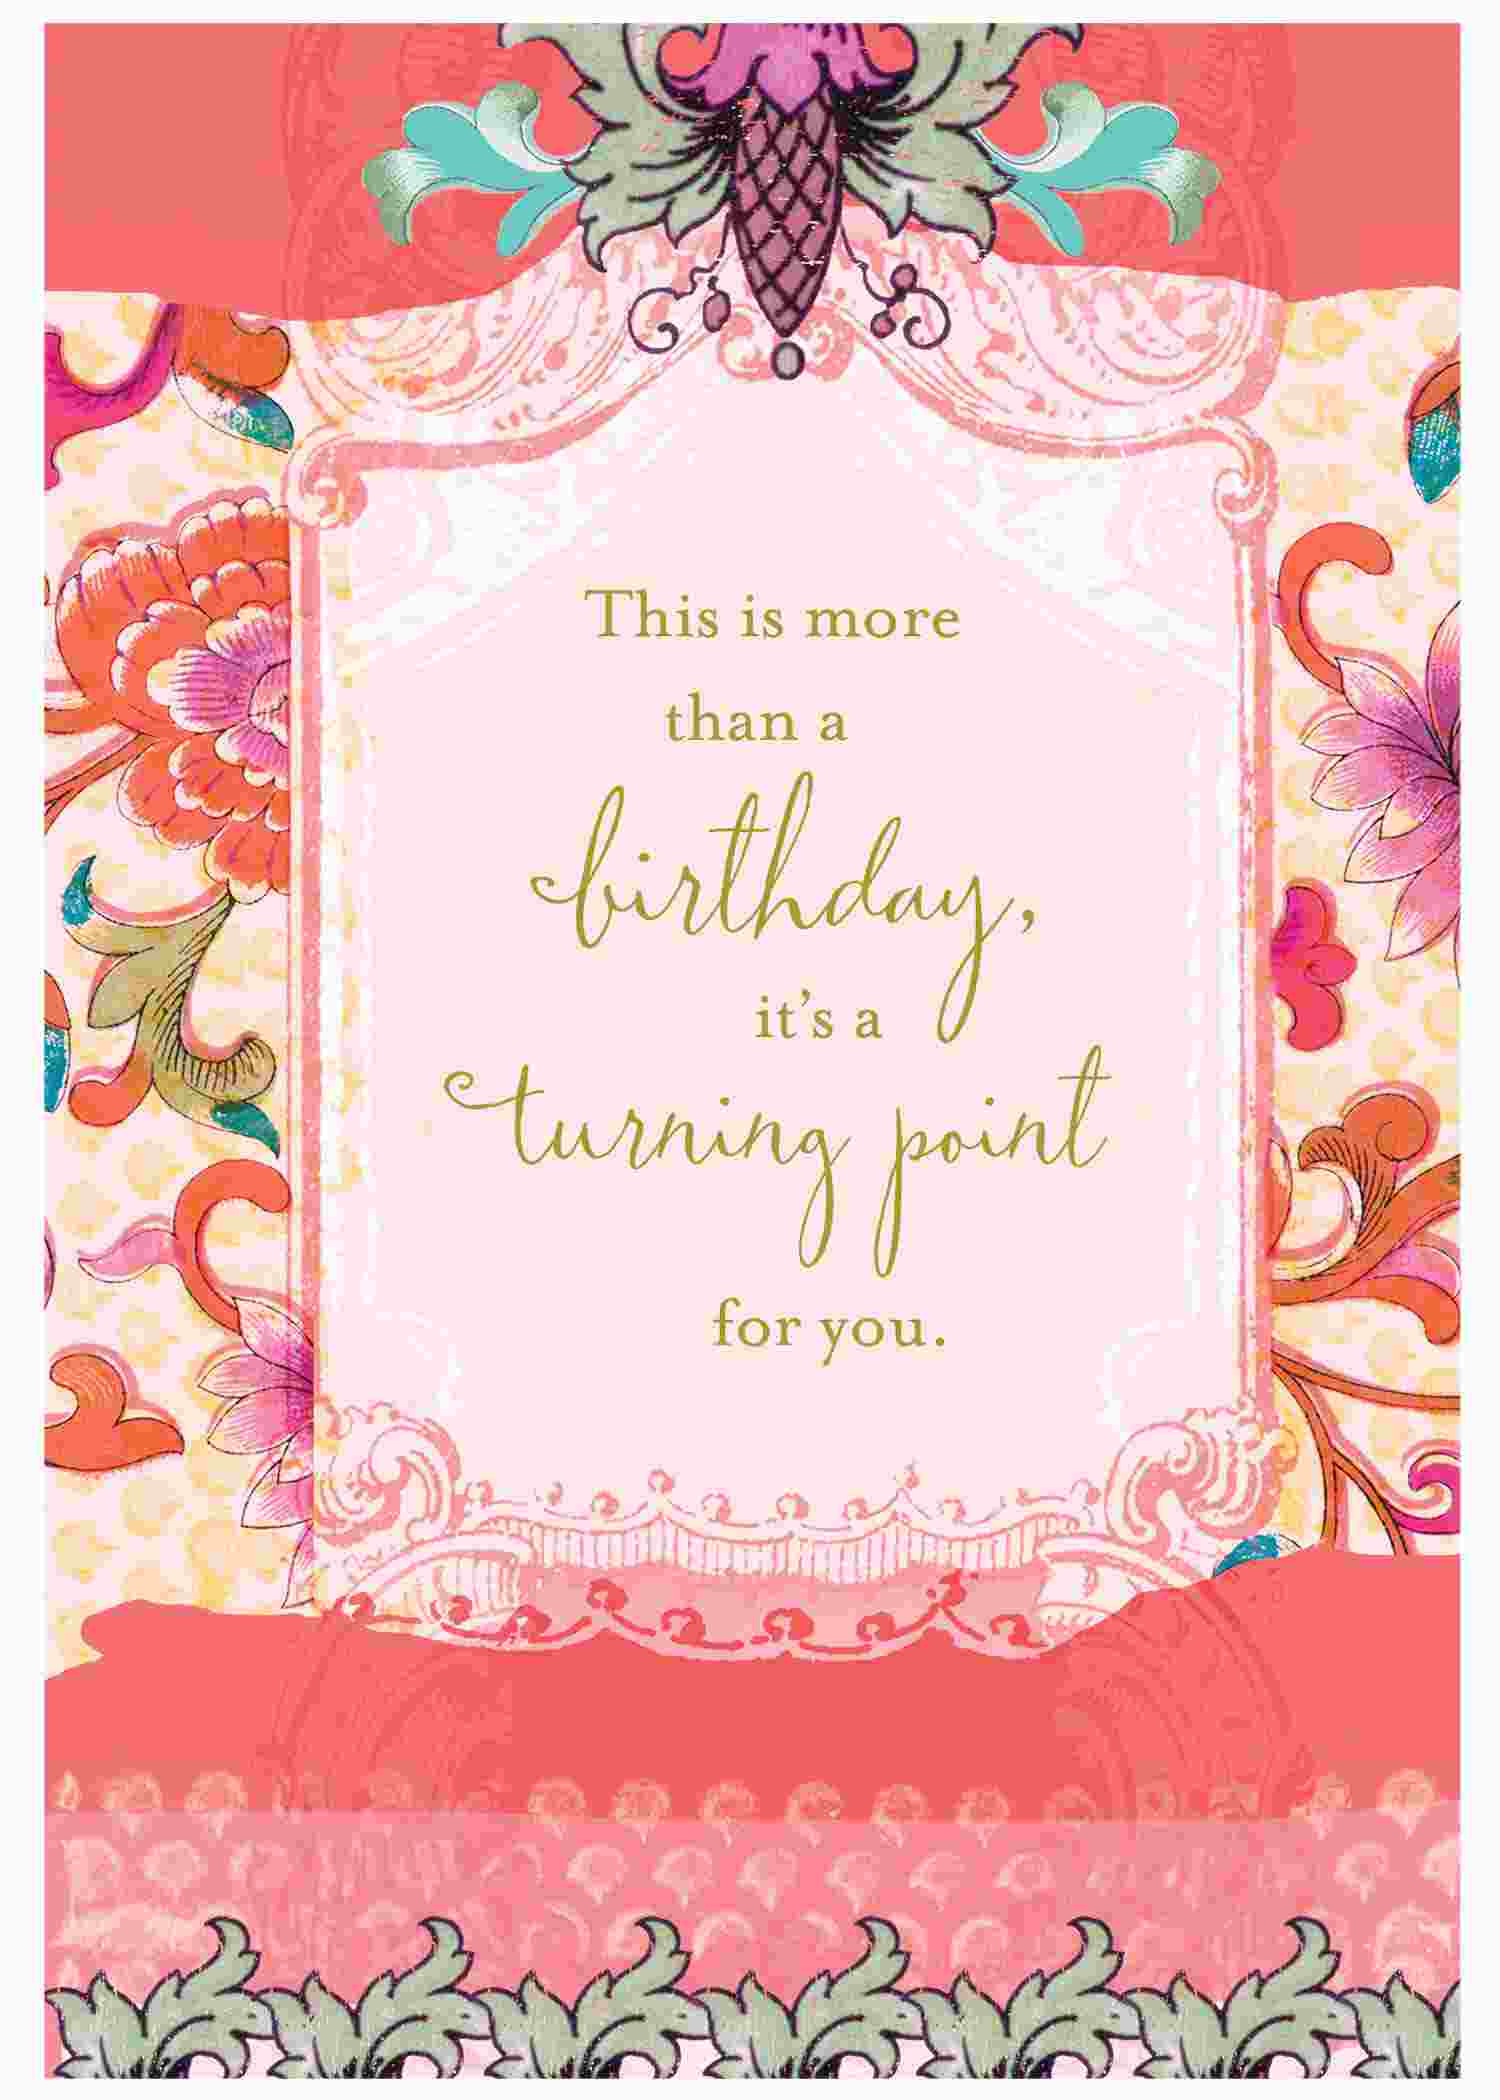 This is more
than a
birthday,
it’s a
turning point
for you.